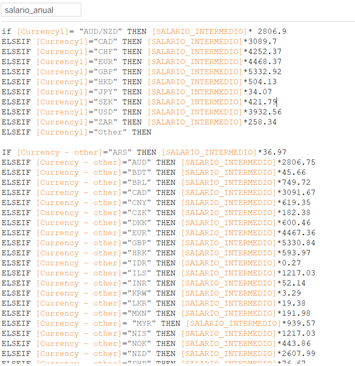 salario_anual
if [Currency1]= "AUD/NZD" THEN [SALARIO_INTERMEDIO]* 2806.9
ELSEIF [Currency1]="CAD" THEN [SALARIO_INTERMEDIO]*3089.7
ELSEIF [Currency1]="CHF" THEN [SALARIO_INTERMEDIO]*4252.37
ELSEIF [Currency1]="EUR" THEN [SALARIO_INTERMEDIO]*4468.37
ELSEIF [Currency1]="GBP" THEN [SALARIO_INTERMEDIO]*5332.92
ELSEIF [Currency1]="HKD" THEN [SALARIO_INTERMEDIO]*504.13
ELSEIF [Currency1]="JPY" THEN [SALARIO_INTERMEDIO]*34.07
ELSEIF [Currency1]="SEK" THEN [SALARIO_INTERMEDIO]*421.79
ELSEIF [Currency1]="USD" THEN [SALARIO_INTERMEDIO]*3932.56
ELSEIF [Currency1]="ZAR" THEN [SALARIO_INTERMEDIO]*258.34
ELSEIF [Currency1]="Other" THEN
IF [Currency - other]="ARS" THEN [SALARIO_INTERMEDIO]*36.97
ELSEIF [Currency - other]="AUD" THEN [SALARIO_INTERMEDIO]*2806.75
ELSEIF [Currency - other]="BDT" THEN [SALARIO_INTERMEDIO]*45.66
ELSEIF [Currency - other]="BRL" THEN [SALARIO_INTERMEDIO]*749.72
ELSEIF [Currency - other]="CAD" THEN [SALARIO_INTERMEDIO]*3091.67
ELSEIF [Currency - other]="CNY" THEN [SALARIO_INTERMEDIO]*619.35
ELSEIF [Currency - other]="CZK" THEN [SALARIO_INTERMEDIO]*182.38
ELSEIF [Currency - other]="DKK" THEN [SALARIO_INTERMEDIO]*600.46
ELSEIF [Currency - other]="EUR" THEN [SALARIO_INTERMEDIO]*4467.36
ELSEIF [Currency - other]="GBP" THEN [SALARIO_INTERMEDIO]*5330.84
ELSEIF [Currency - other]="HRK" THEN [SALARIO_INTERMEDIO]*593.97
ELSEIF [Currency - other]="IDR" THEN [SALARIO_INTERMEDIO]*0.27
ELSEIF [Currency - other]="ILS" THEN [SALARIO_INTERMEDIO]*1217.03
ELSEIF [Currency - other]="INR" THEN [SALARIO_INTERMEDIO]*52.14
ELSEIF [Currency - other]="KRW" THEN [SALARIO_INTERMEDIO]*3.29
ELSEIF [Currency - other]="LKR" THEN [SALARIO_INTERMEDIO]*19.38
ELSEIF [Currency - other]="MXN" THEN [SALARIO_INTERMEDIO]*191.98
ELSEIF [Currency - other]= "MYR" THEN [SALARIO_INTERMEDIO]*939.57
ELSEIF [Currency - other]="NIS" THEN [SALARIO_INTERMEDIO]*1217.03
ELSEIF [Currency - other]="NOK" THEN [SALARIO_INTERMEDIO]*443.86
ELSEIF [Currency - other]="NZD" THEN [SALARIO_INTERMEDIO]*2607.99
ELSEIF [Currency - other]= THEN [SALARIO_INTERMEDIO]